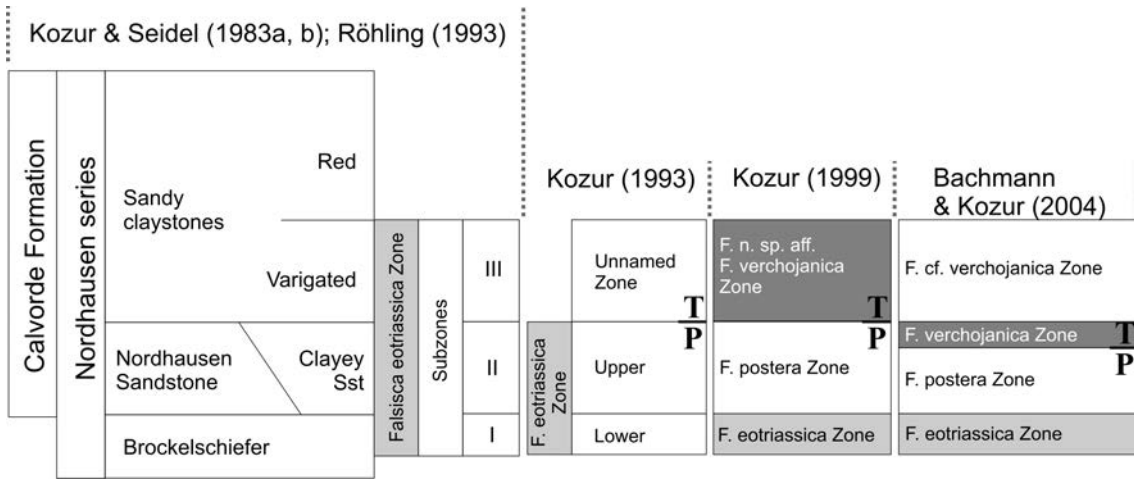 Kozur & Seidel (1983a, b); Röhling (1993)
Calvorde Formation
Nordhausen series
Sandy
claystones
Red
Varigated
Nordhausen
Sandstone
Clayey
Sst
Brockelschiefer
Falsisca eotriassica Zone
Subzones
III
II
I
Kozur (1993)
F. eotriassica
Zone
Unnamed
Zone
T
P
Upper
Lower
Kozur (1999)
F. n. sp. aff.
F. verchojanica
Zone
T
P
F. postera Zone
F. eotriassica Zone
Bachmann
& Kozur (2004)
F. cf. verchojanica Zone
F. verchojanica Zone
T
P
F. postera Zone
F. eotriassica Zone